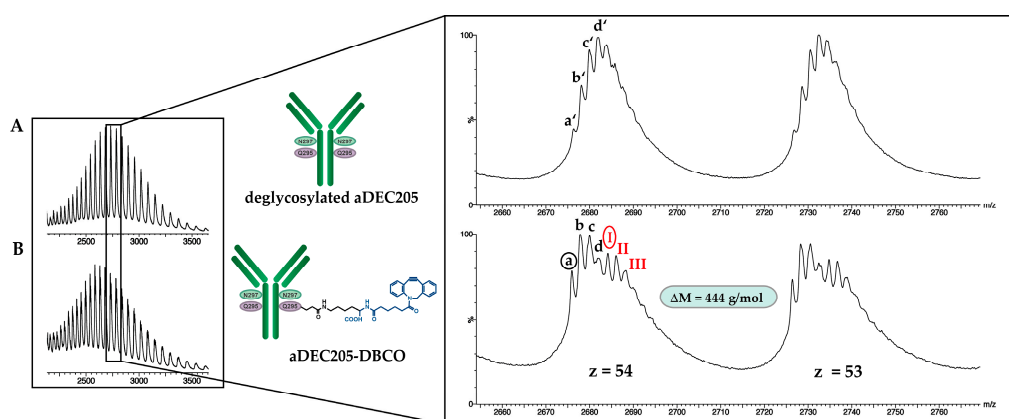 A
2500
3000
3500
B
2500
3000
3500
N297
N297
Q295
Q295
deglycosylated aDEC205
N297
N297
Q295
Q295
O
H
N
COOH
H
N
O
O
N
aDEC205-DBCO
100
%
0
a'
b'
c'
d'
2660
2670
2680
2690
2700
2710
2720
2730
2740
2750
2760
m/z
100
%
0
a
b
c
d
I
II
III
ΔM = 444 g/mol
z = 54
z = 53
2660
2670
2680
2690
2700
2710
2720
2730
2740
2750
2760
m/z